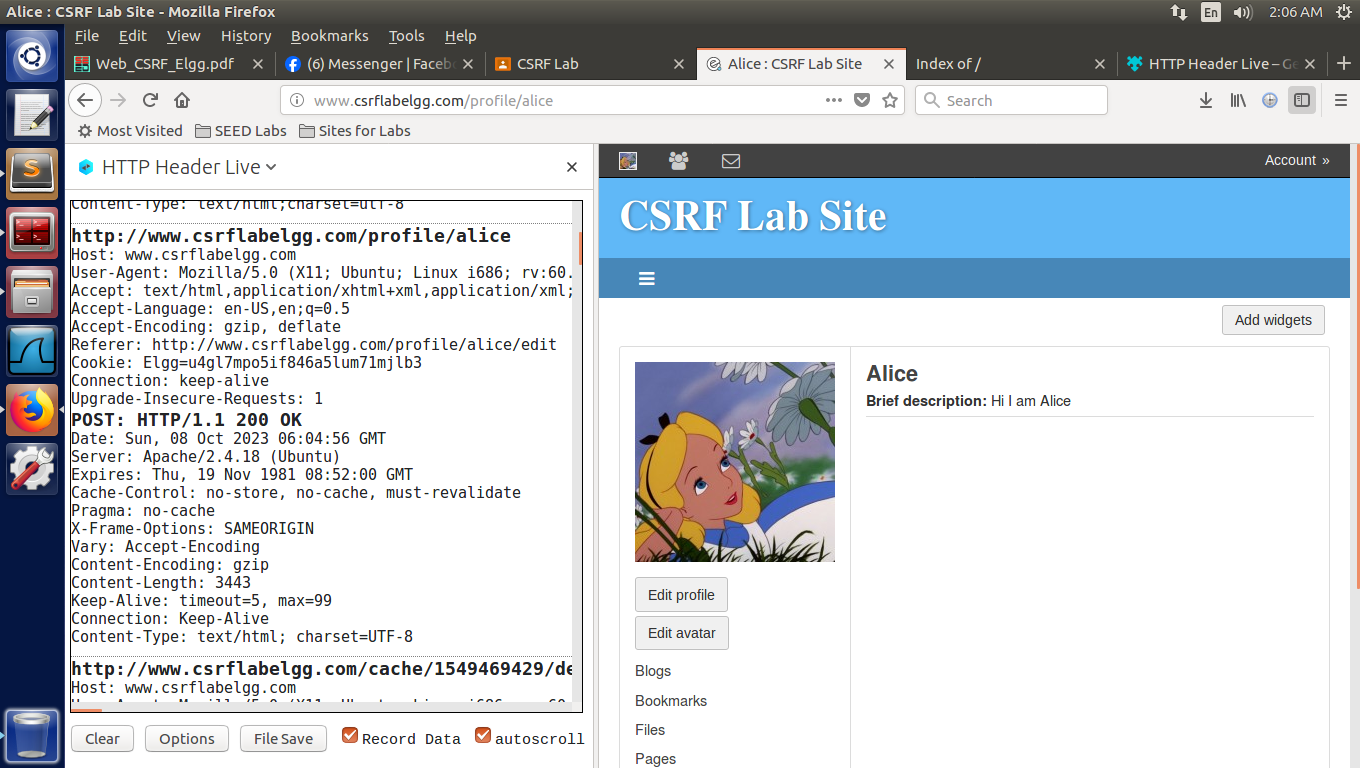 Alice : CSRF Lab Site - Mozilla Firefox
En
2:06 AM
File Edit View History Bookmarks Tools Help
Web_CSRF_Elgg.pdf
(6) Messenger | Faceb
CSRF Lab
Alice : CSRF Lab Site
Index of /
HTTP Header Live – Ge
www.csrflabelgg.com/profile/alice
Search
Most Visited
SEED Labs
Sites for Labs
HTTP Header Live
Content-Type: text/html;charset=utf-8
http://www.csrflabelgg.com/profile/alice
Host: www.csrflabelgg.com
User-Agent: Mozilla/5.0 (X11; Ubuntu; Linux i686; rv:60.
Accept: text/html,application/xhtml+xml,application/xml;
Accept-Language: en-US,en;q=0.5
Accept-Encoding: gzip, deflate
Referer: http://www.csrflabelgg.com/profile/alice/edit
Cookie: Elgg=u4gl7mpo5if846a5lum71mjlb3
Connection: keep-alive
Upgrade-Insecure-Requests: 1
POST: HTTP/1.1 200 OK
Date: Sun, 08 Oct 2023 06:04:56 GMT
Server: Apache/2.4.18 (Ubuntu)
Expires: Thu, 19 Nov 1981 08:52:00 GMT
Cache-Control: no-store, no-cache, must-revalidate
Pragma: no-cache
X-Frame-Options: SAMEORIGIN
Vary: Accept-Encoding
Content-Encoding: gzip
Content-Length: 3443
Keep-Alive: timeout=5, max=99
Connection: Keep-Alive
Content-Type: text/html; charset=UTF-8
http://www.csrflabelgg.com/cache/1549469429/de
Host: www.csrflabelgg.com
Clear
Options
File Save
Record Data
autoscroll
Account »
CSRF Lab Site
Add widgets
Alice
Brief description: Hi I am Alice
Edit profile
Edit avatar
Blogs
Bookmarks
Files
Pages